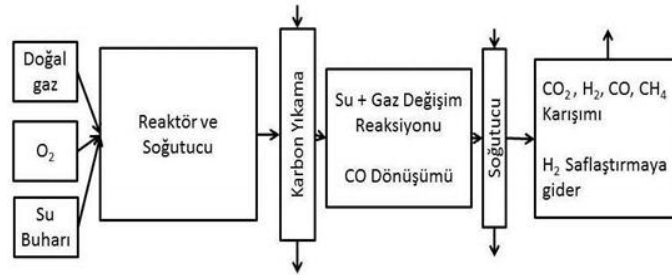 Doğal
gaz
O₂
Su
Buharı
Reaktör ve
Soğutucu
Karbon Yıkama
Su + Gaz Değişim
Reaksiyonu
CO Dönüşümü
Soğutucu
CO₂, H₂, CO, CH₄
Karışımı
H₂ Saflaştırmaya
gider